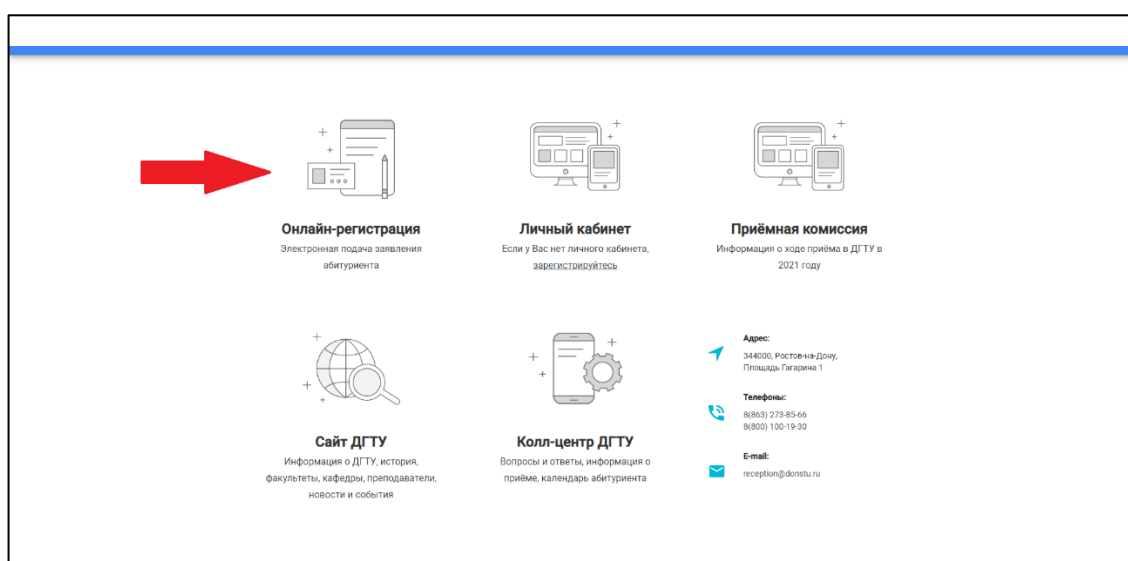 Онлайн-регистрация
Электронная подача заявления
абитуриента
Личный кабинет
Если у Вас нет личного кабинета,
зарегистрируйтесь
Приёмная комиссия
Информация о ходе приёма в ДГТУ в
2021 году
Сайт ДГТУ
Информация о ДГТУ, история,
факультеты, кафедры, преподаватели,
новости и события
Колл-центр ДГТУ
Вопросы и ответы, информация о
приёме, календарь абитуриента
Адрес:
344000, Ростов-на-Дону,
Площадь Гагарина 1
Телефоны:
8(863) 273-85-66
8(800) 100-19-30
E-mail:
reception@donstu.ru